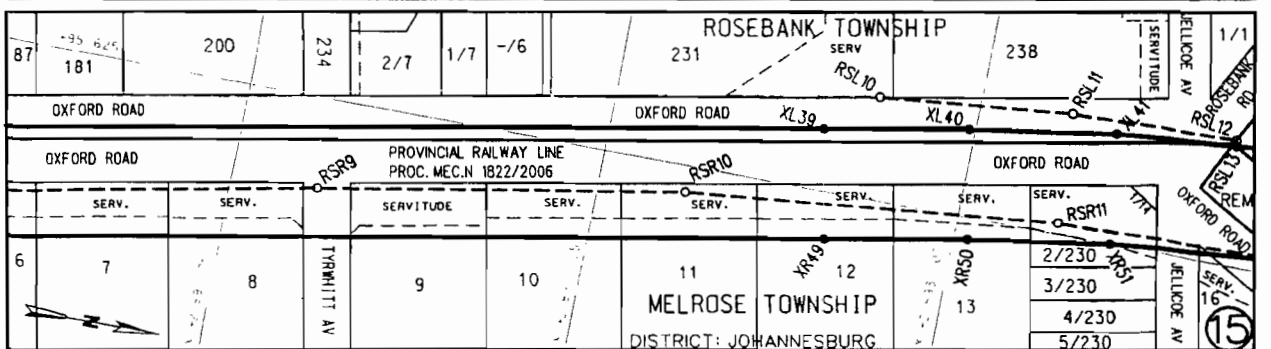 ROSEBANK TOWNSHIP
87
-95 625
181
200
234
2/7
1/7
-/6
231
SERV
238
SERVITUDE
JELLICOE AV
1/1
ROSEBANK RD
RSL10
RSL11
RSL12
RSL13
OXFORD ROAD
OXFORD ROAD
XL39
XL40
XL41
OXFORD ROAD
PROVINCIAL RAILWAY LINE
PROC. MEC.N 1822/2006
OXFORD ROAD
OXFORD ROAD
REM
RSR9
RSR10
RSR11
SERV.
SERV.
SERVITUDE
SERV.
SERV.
SERV.
SERV.
1/14
6
7
8
TYRWHITT AV
9
10
11
12
13
XR49
XR50
XR51
2/230
3/230
4/230
5/230
JELLICOE AV
SERV.
16
15
N
MELROSE TOWNSHIP
DISTRICT: JOHANNESBURG